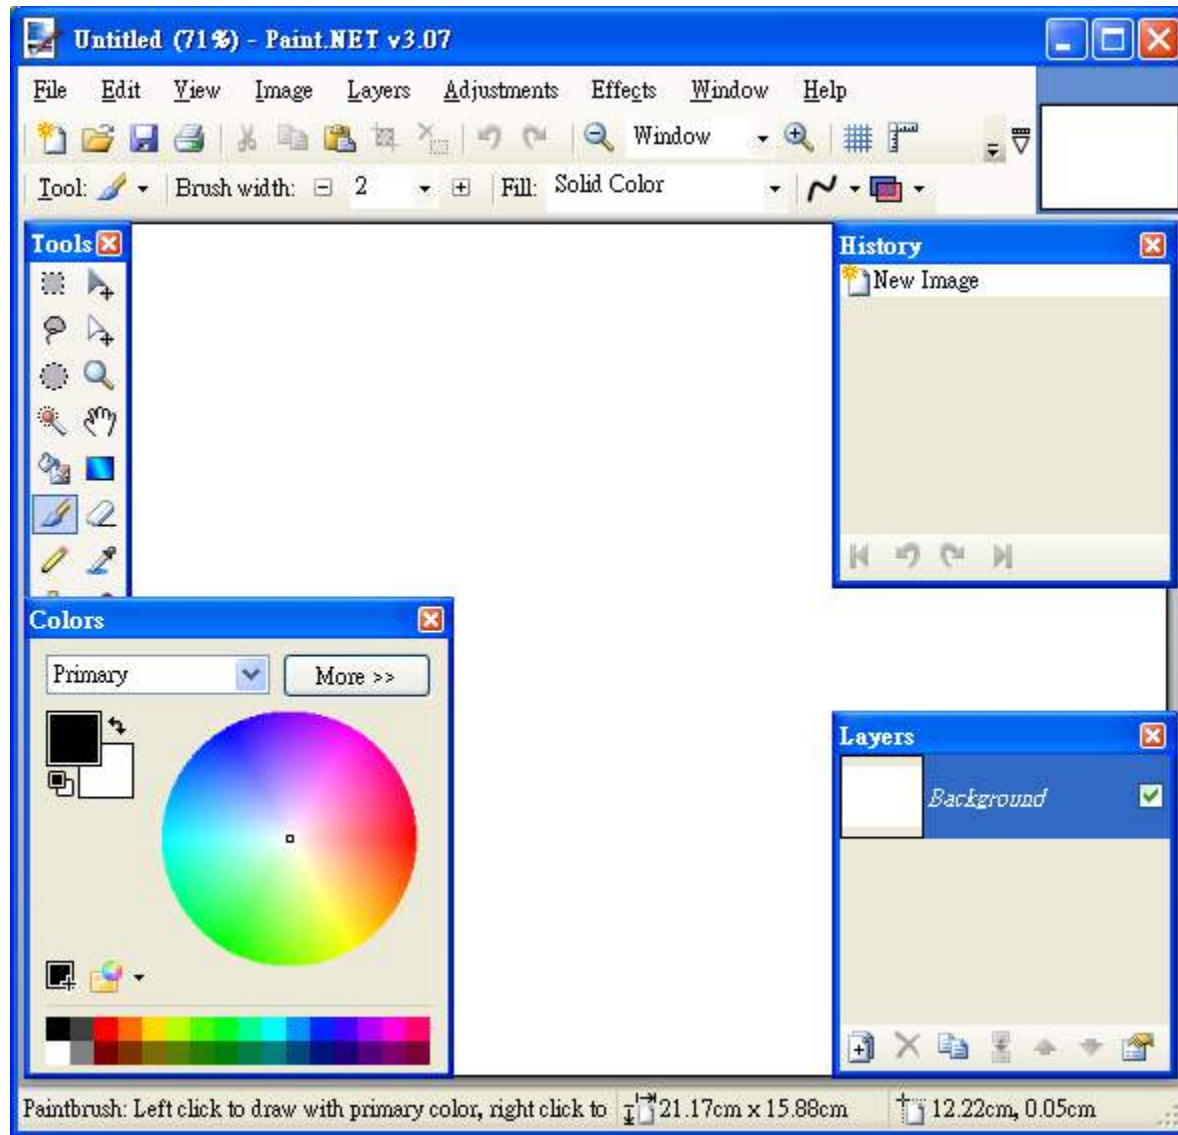 Untitled (71%) - Paint.NET v3.07
File Edit View Image Layers Adjustments Effects Window Help
Window
Tool: Brush width: 2 Fill: Solid Color
Tools
History
New Image
Colors
Primary More >>
Layers
Background
Paintbrush: Left click to draw with primary color, right click to 21.17cm x 15.88cm 12.22cm, 0.05cm